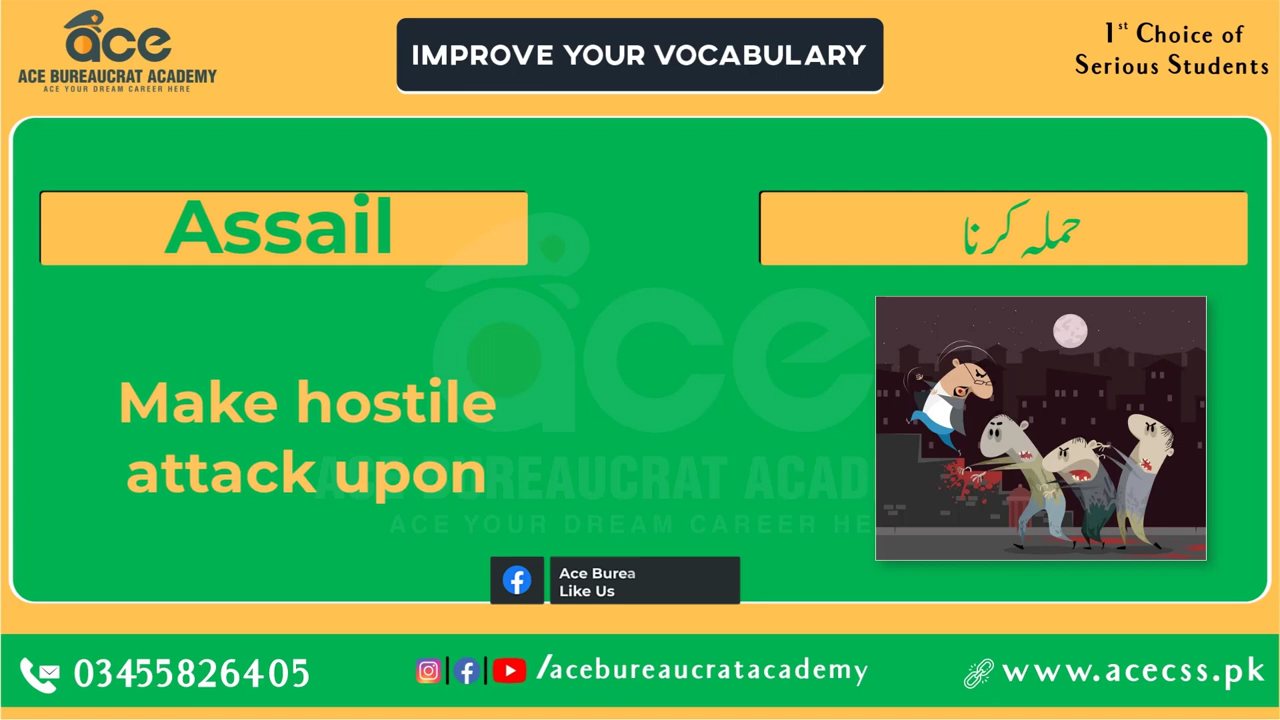 ace
ACE BUREAUCRAT ACADEMY
ACE YOUR DREAM CAREER HERE
IMPROVE YOUR VOCABULARY
1st Choice of
Serious Students
Assail
حملہ کرنا
Make hostile
attack upon
ace
BUREAUCRAT ACAD
ACE YOUR DREAM CAREER HE
Ace Burea
Like Us
03455826405
/acebureaucratacademy
www.acecss.pk